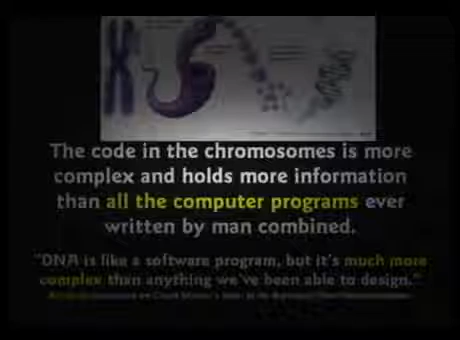 The code in the chromosomes is more
complex and holds more information
than all the computer programs ever
written by man combined.
"DNA is like a software program, but it's much more
complex than anything we've been able to design."